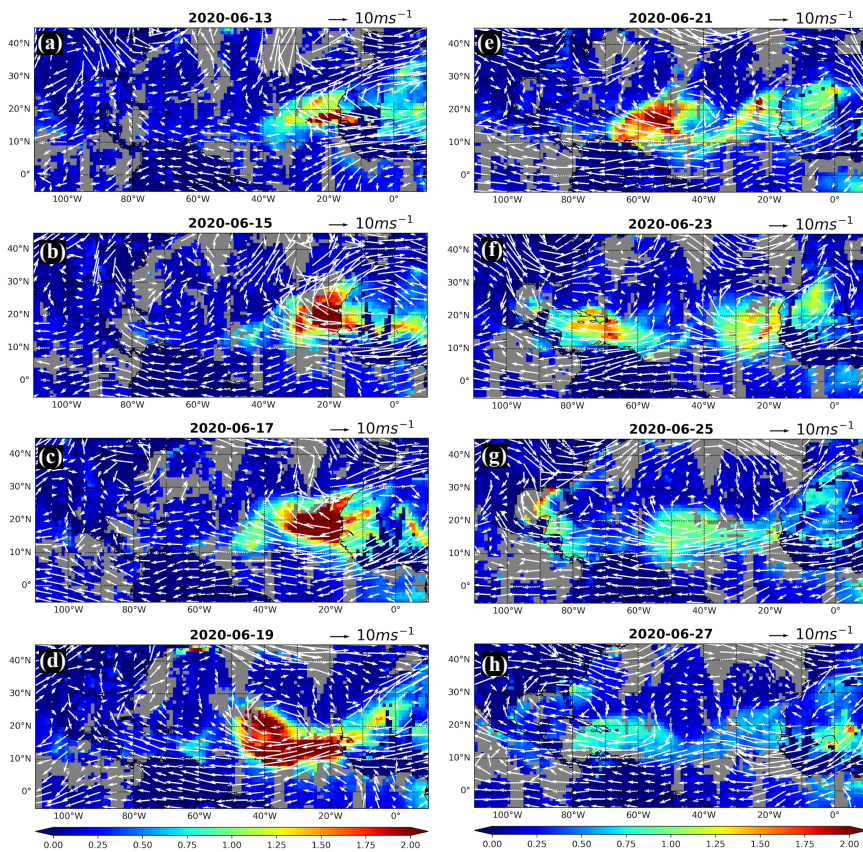 2020-06-13 10ms⁻¹
(a)
40°N
30°N
20°N
10°N
0°
100°W 80°W 60°W 40°W 20°W 0°
2020-06-15 10ms⁻¹
(b)
40°N
30°N
20°N
10°N
0°
100°W 80°W 60°W 40°W 20°W 0°
2020-06-17 10ms⁻¹
(c)
40°N
30°N
20°N
10°N
0°
100°W 80°W 60°W 40°W 20°W 0°
2020-06-19 10ms⁻¹
(d)
40°N
30°N
20°N
10°N
0°
100°W 80°W 60°W 40°W 20°W 0°
0.00 0.25 0.50 0.75 1.00 1.25 1.50 1.75 2.00
2020-06-21 10ms⁻¹
(e)
40°N
30°N
20°N
10°N
0°
100°W 80°W 60°W 40°W 20°W 0°
2020-06-23 10ms⁻¹
(f)
40°N
30°N
20°N
10°N
0°
100°W 80°W 60°W 40°W 20°W 0°
2020-06-25 10ms⁻¹
(g)
40°N
30°N
20°N
10°N
0°
100°W 80°W 60°W 40°W 20°W 0°
2020-06-27 10ms⁻¹
(h)
40°N
30°N
20°N
10°N
0°
100°W 80°W 60°W 40°W 20°W 0°
0.00 0.25 0.50 0.75 1.00 1.25 1.50 1.75 2.00